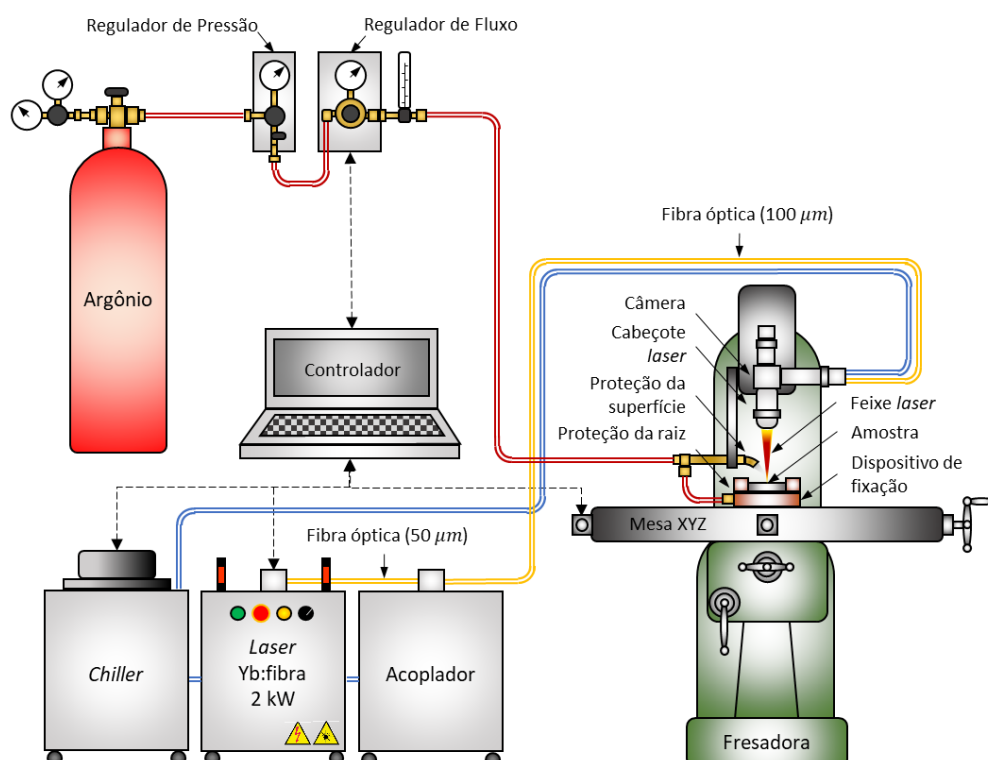 Regulador de Pressão
Regulador de Fluxo
Fibra óptica (100 μm)
Argônio
Controlador
Câmera
Cabeçote
laser
Proteção da
superfície
Proteção da raiz
Feixe laser
Amostra
Dispositivo de
fixação
Mesa XYZ
Fibra óptica (50 μm)
Chiller
Laser
Yb:fibra
2 kW
Acoplador
Fresadora